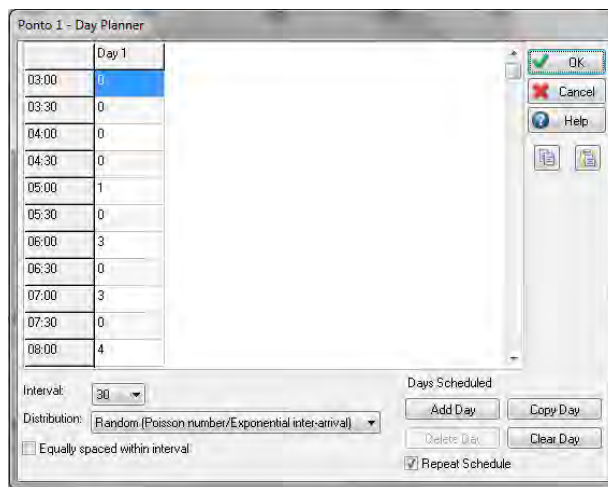 Ponto 1 - Day Planner
Day 1
03:00 0
03:30 0
04:00 0
04:30 0
05:00 1
05:30 0
06:00 3
06:30 0
07:00 3
07:30 0
08:00 4
OK
Cancel
Help
Interval: 30
Distribution: Random (Poisson number/Exponential inter-arrival)
Equally spaced within interval
Days Scheduled
Add Day Copy Day
Delete Day Clear Day
Repeat Schedule